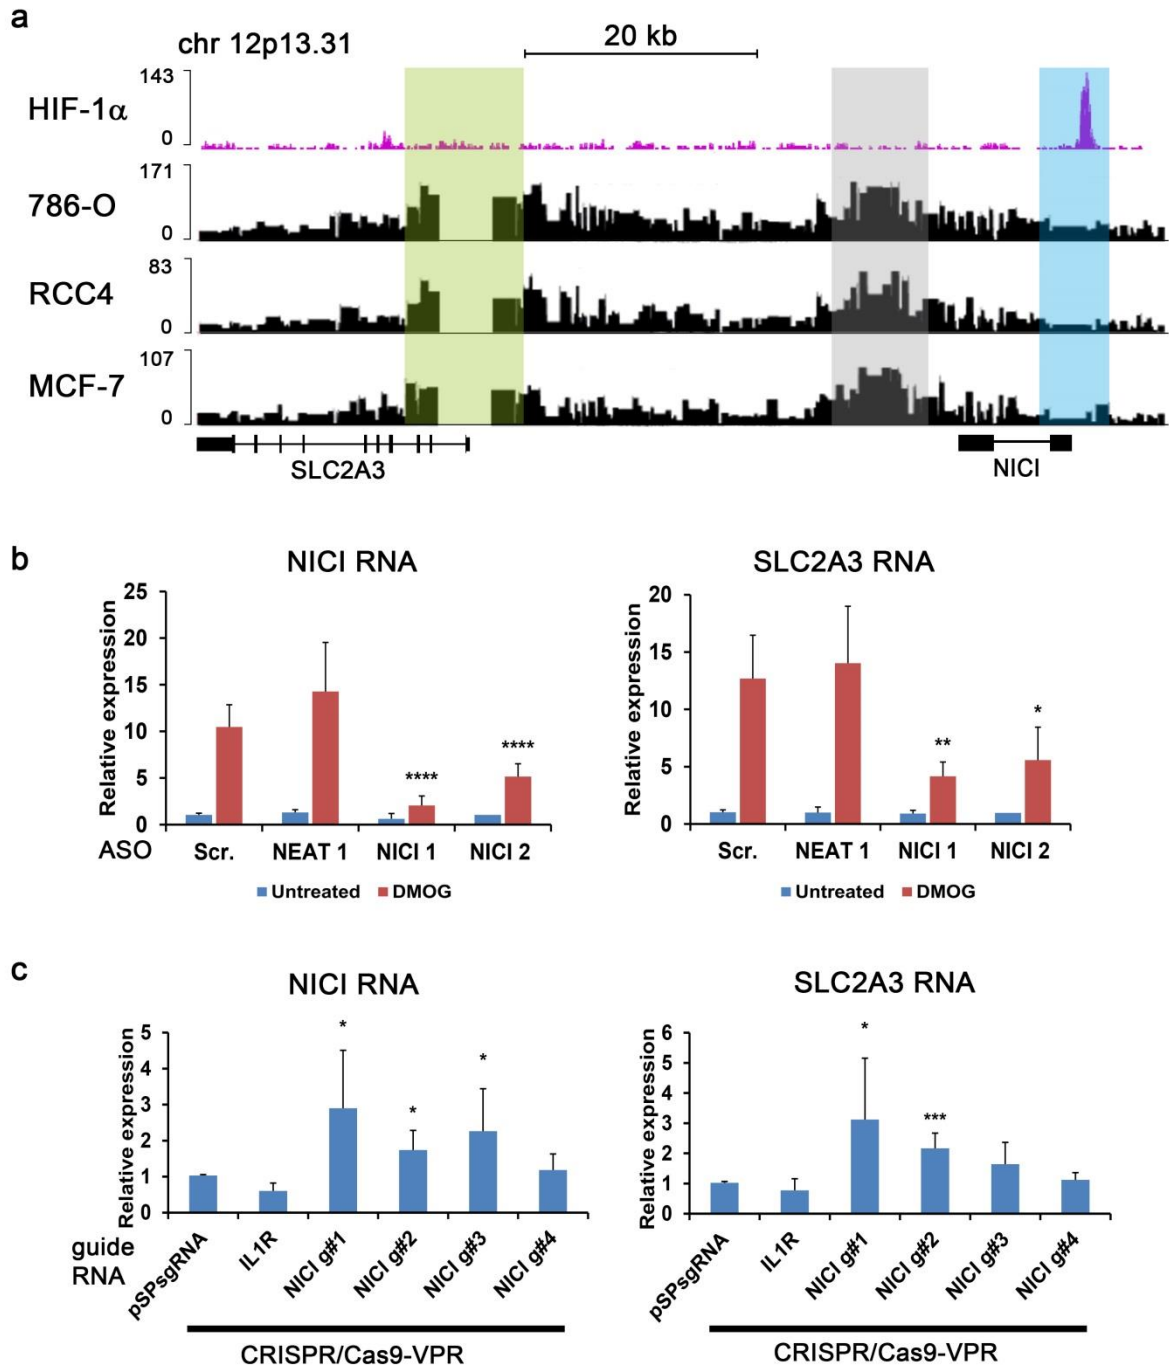 a
chr 12p13.31
20 kb
HIF-1α
143
0
786-O
171
0
RCC4
83
0
MCF-7
107
0
SLC2A3
NICI
b
NICI RNA
Relative expression
25
20
15
10
5
0
****
****
ASO
Scr.
NEAT 1
NICI 1
NICI 2
Untreated
DMOG
SLC2A3 RNA
Relative expression
20
15
10
5
0
**
*
Scr.
NEAT 1
NICI 1
NICI 2
Untreated
DMOG
c
NICI RNA
Relative expression
5
4
3
2
1
0
*
*
*
guide
RNA
pSPsgRNA
IL1R
NICI g#1
NICI g#2
NICI g#3
NICI g#4
CRISPR/Cas9-VPR
SLC2A3 RNA
Relative expression
6
5
4
3
2
1
0
*
***
pSPsgRNA
IL1R
NICI g#1
NICI g#2
NICI g#3
NICI g#4
CRISPR/Cas9-VPR